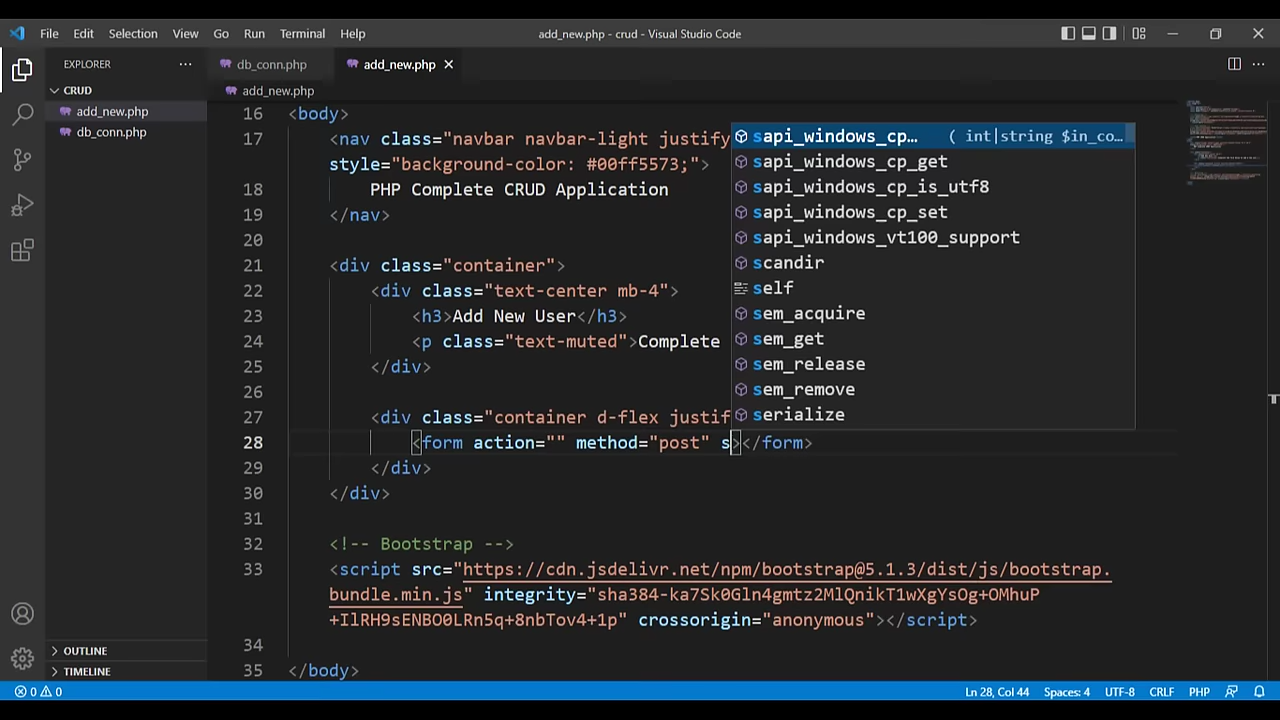 File Edit Selection View Go Run Terminal Help
add_new.php - crud - Visual Studio Code
EXPLORER
CRUD
add_new.php
db_conn.php
OUTLINE
TIMELINE
db_conn.php
add_new.php
add_new.php
16 <body>
17 <nav class="navbar navbar-light justify
style="background-color: #00ff5573;">
18 PHP Complete CRUD Application
19 </nav>
20
21 <div class="container">
22 <div class="text-center mb-4">
23 <h3>Add New User</h3>
24 <p class="text-muted">Complete
25 </div>
26
27 <div class="container d-flex justif
28 <form action="" method="post" s></form>
29 </div>
30 </div>
31
32 <!-- Bootstrap -->
33 <script src="https://cdn.jsdelivr.net/npm/bootstrap@5.1.3/dist/js/bootstrap.
bundle.min.js" integrity="sha384-ka7Sk0Gln4gmtz2MlQnikT1wXgYsOg+OMhuP
+IlRH9sENBO0LRn5q+8nbTov4+1p" crossorigin="anonymous"></script>
34
35 </body>
sapi_windows_cp… ( int|string $in_co…
sapi_windows_cp_get
sapi_windows_cp_is_utf8
sapi_windows_cp_set
sapi_windows_vt100_support
scandir
self
sem_acquire
sem_get
sem_release
sem_remove
serialize
0 0
Ln 28, Col 44 Spaces: 4 UTF-8 CRLF PHP